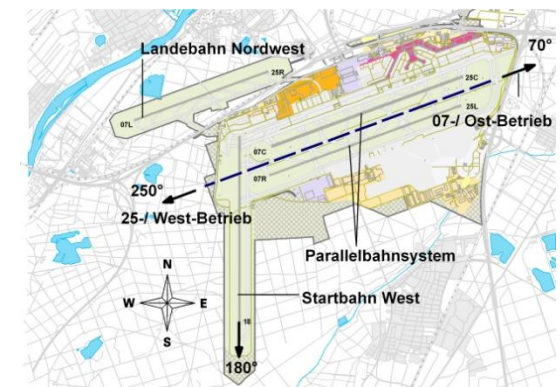 Landebahn Nordwest
70°
25R
25C
07L
25L
07-/ Ost-Betrieb
07C
07R
250°
25-/ West-Betrieb
Parallelbahnsystem
N
W E
S
Startbahn West
18
180°